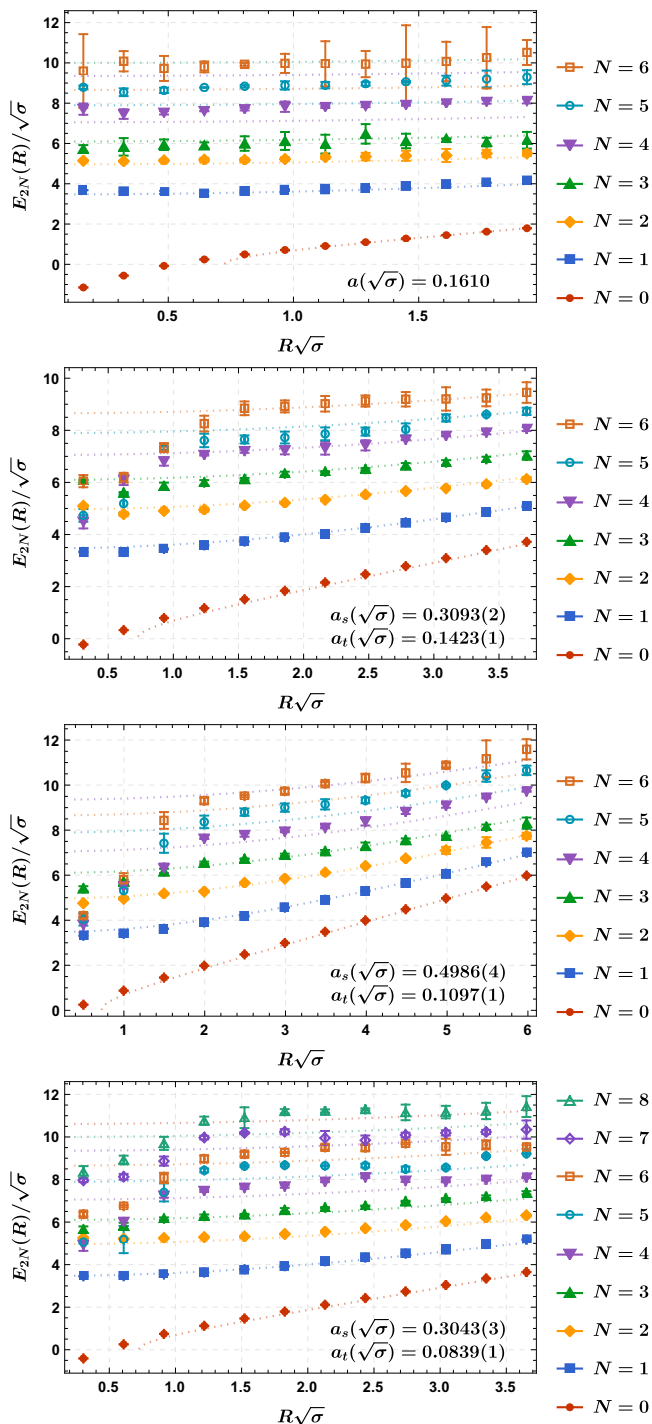 12
10
8
6
4
2
0
E_{2N}(R)/√σ
a(√σ) = 0.1610
0.5 1.0 1.5
R√σ
N = 6
N = 5
N = 4
N = 3
N = 2
N = 1
N = 0
10
8
6
4
2
0
E_{2N}(R)/√σ
a_s(√σ) = 0.3093(2)
a_t(√σ) = 0.1423(1)
0.5 1.0 1.5 2.0 2.5 3.0 3.5
R√σ
N = 6
N = 5
N = 4
N = 3
N = 2
N = 1
N = 0
12
10
8
6
4
2
0
E_{2N}(R)/√σ
a_s(√σ) = 0.4986(4)
a_t(√σ) = 0.1097(1)
1 2 3 4 5 6
R√σ
N = 6
N = 5
N = 4
N = 3
N = 2
N = 1
N = 0
12
10
8
6
4
2
0
E_{2N}(R)/√σ
a_s(√σ) = 0.3043(3)
a_t(√σ) = 0.0839(1)
0.5 1.0 1.5 2.0 2.5 3.0 3.5
R√σ
N = 8
N = 7
N = 6
N = 5
N = 4
N = 3
N = 2
N = 1
N = 0